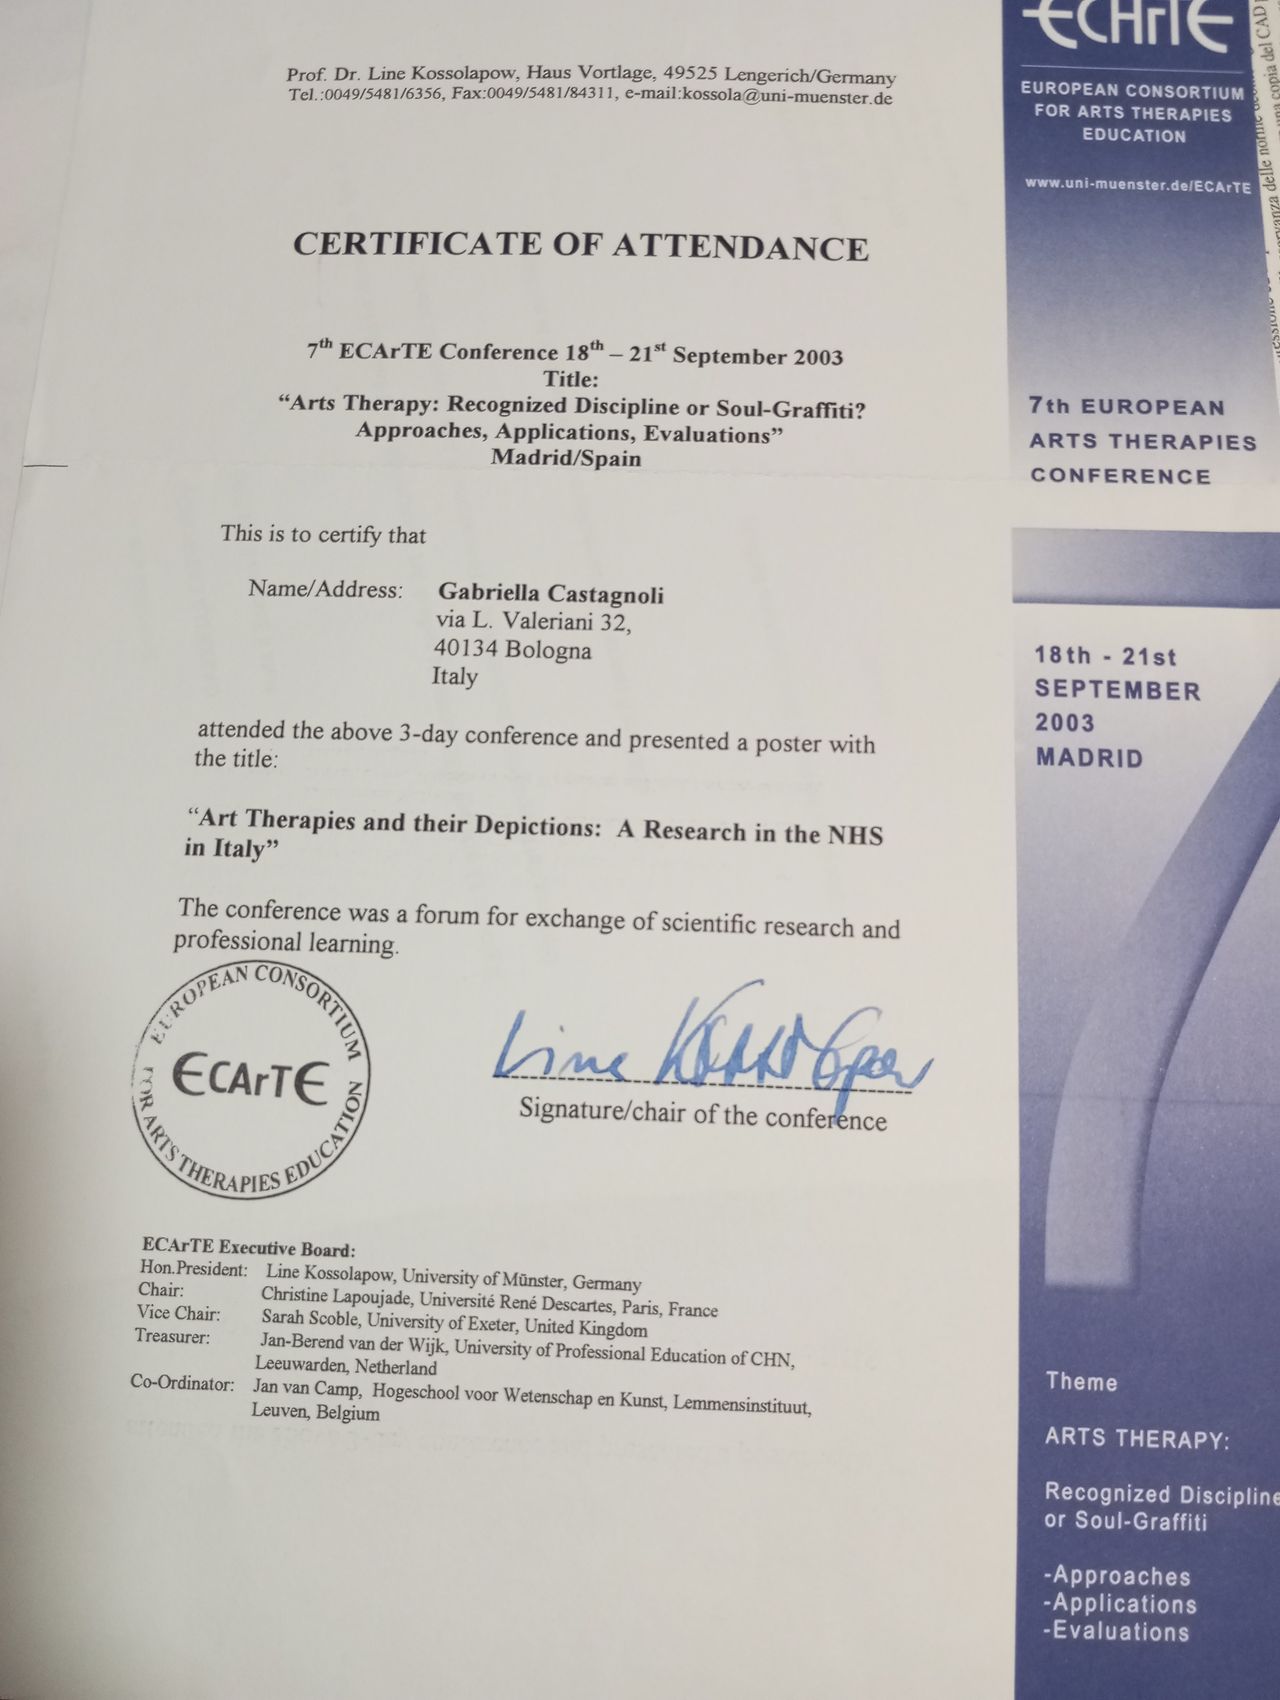 Prof. Dr. Line Kossolapow, Haus Vortlage, 49525 Lengerich/Germany
Tel.:0049/5481/6356, Fax:0049/5481/84311, e-mail:kossola@uni-muenster.de
CERTIFICATE OF ATTENDANCE
7th ECArTE Conference 18th – 21st September 2003
Title:
“Arts Therapy: Recognized Discipline or Soul-Graffiti?
Approaches, Applications, Evaluations”
Madrid/Spain
This is to certify that
Name/Address: Gabriella Castagnoli
via L. Valeriani 32,
40134 Bologna
Italy
attended the above 3-day conference and presented a poster with
the title:
“Art Therapies and their Depictions: A Research in the NHS
in Italy”
The conference was a forum for exchange of scientific research and
professional learning.
EUROPEAN CONSORTIUM
FOR ARTS THERAPIES EDUCATION
ECArTE
Line Kossolapow
Signature/chair of the conference
ECArTE Executive Board:
Hon.President: Line Kossolapow, University of Münster, Germany
Chair: Christine Lapoujade, Université René Descartes, Paris, France
Vice Chair: Sarah Scoble, University of Exeter, United Kingdom
Treasurer: Jan-Berend van der Wijk, University of Professional Education of CHN,
Leeuwarden, Netherland
Co-Ordinator: Jan van Camp, Hogeschool voor Wetenschap en Kunst, Lemmensinstituut,
Leuven, Belgium
ECArTE
EUROPEAN CONSORTIUM
FOR ARTS THERAPIES
EDUCATION
www.uni-muenster.de/ECArTE
7th EUROPEAN
ARTS THERAPIES
CONFERENCE
18th - 21st
SEPTEMBER
2003
MADRID
7
Theme
ARTS THERAPY:
Recognized Discipline
or Soul-Graffiti
-Approaches
-Applications
-Evaluations
delle norme
una copia del CAD